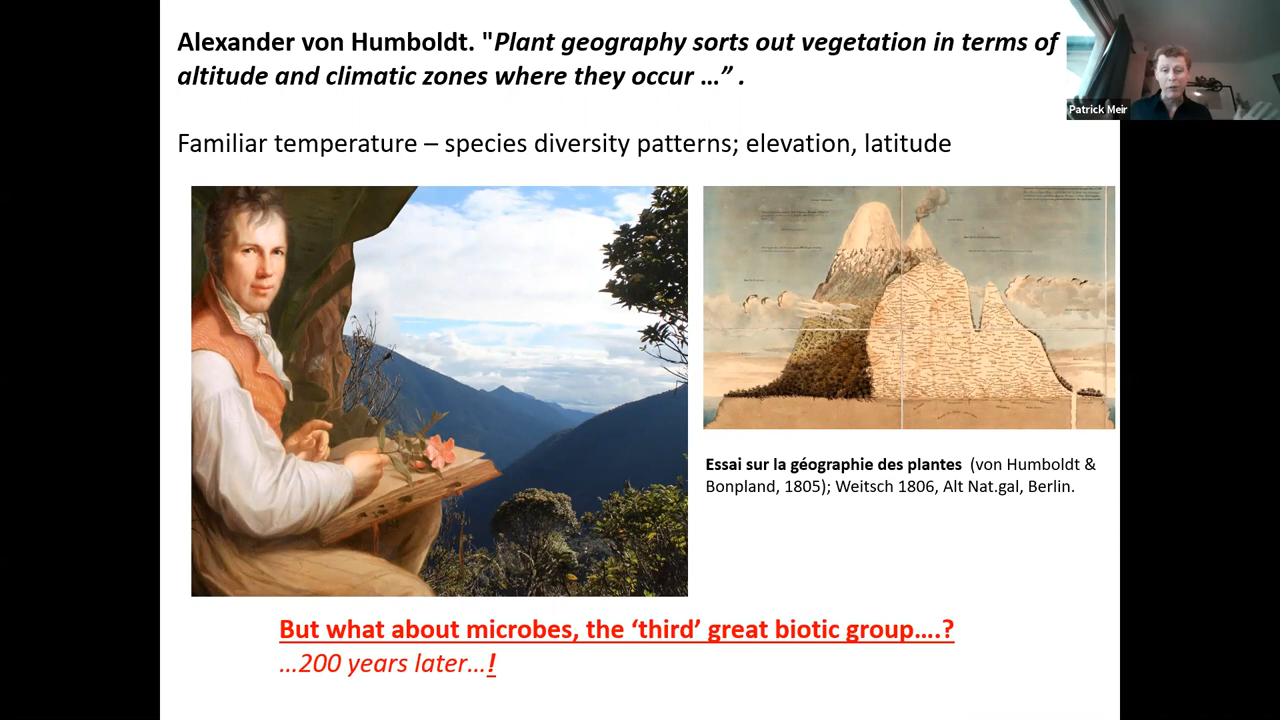 Alexander von Humboldt. "Plant geography sorts out vegetation in terms of
altitude and climatic zones where they occur …” .
Patrick Meir
Familiar temperature – species diversity patterns; elevation, latitude
Essai sur la géographie des plantes (von Humboldt &
Bonpland, 1805); Weitsch 1806, Alt Nat.gal, Berlin.
But what about microbes, the ‘third’ great biotic group….?
…200 years later…!